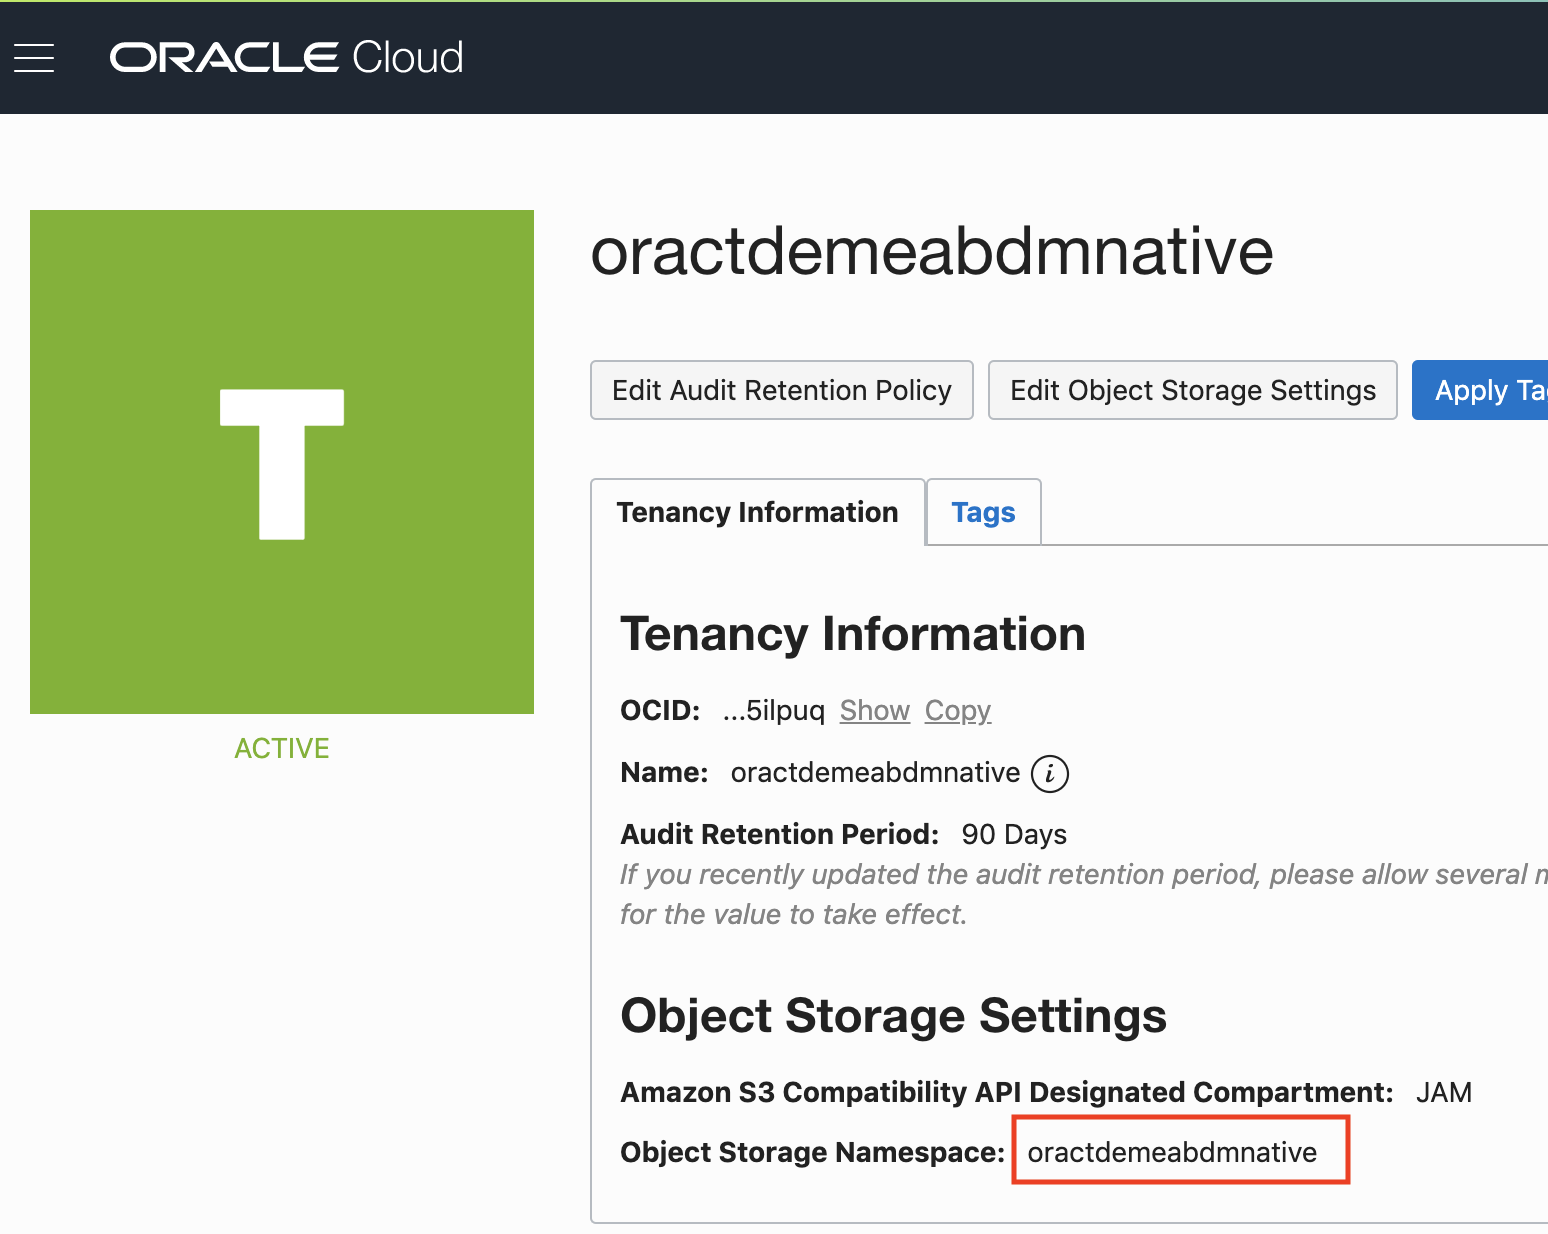 ORACLE Cloud
T
ACTIVE
oractdemeabdmnative
Edit Audit Retention Policy
Edit Object Storage Settings
Apply
Tenancy Information
Tags
Tenancy Information
OCID: ...5ilpuq Show Copy
Name: oractdemeabdmnative i
Audit Retention Period: 90 Days
If you recently updated the audit retention period, please allow several
for the value to take effect.
Object Storage Settings
Amazon S3 Compatibility API Designated Compartment: JAM
Object Storage Namespace: oractdemeabdmnative